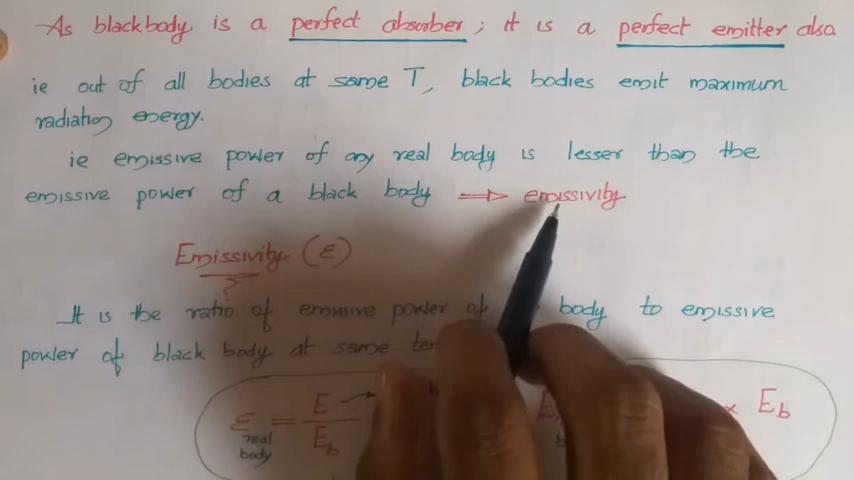 As blackbody is a perfect absorber ; it is a perfect emitter also
ie out of all bodies at same T, black bodies emit maximum
radiation energy.
ie emissive power of any real body is lesser than the
emissive power of a black body ⟹ emissivity
Emissivity (ε)
It is the ratio of emissive power of body to emissive
power of black body at same
ε real body = E / E_b → × E_b